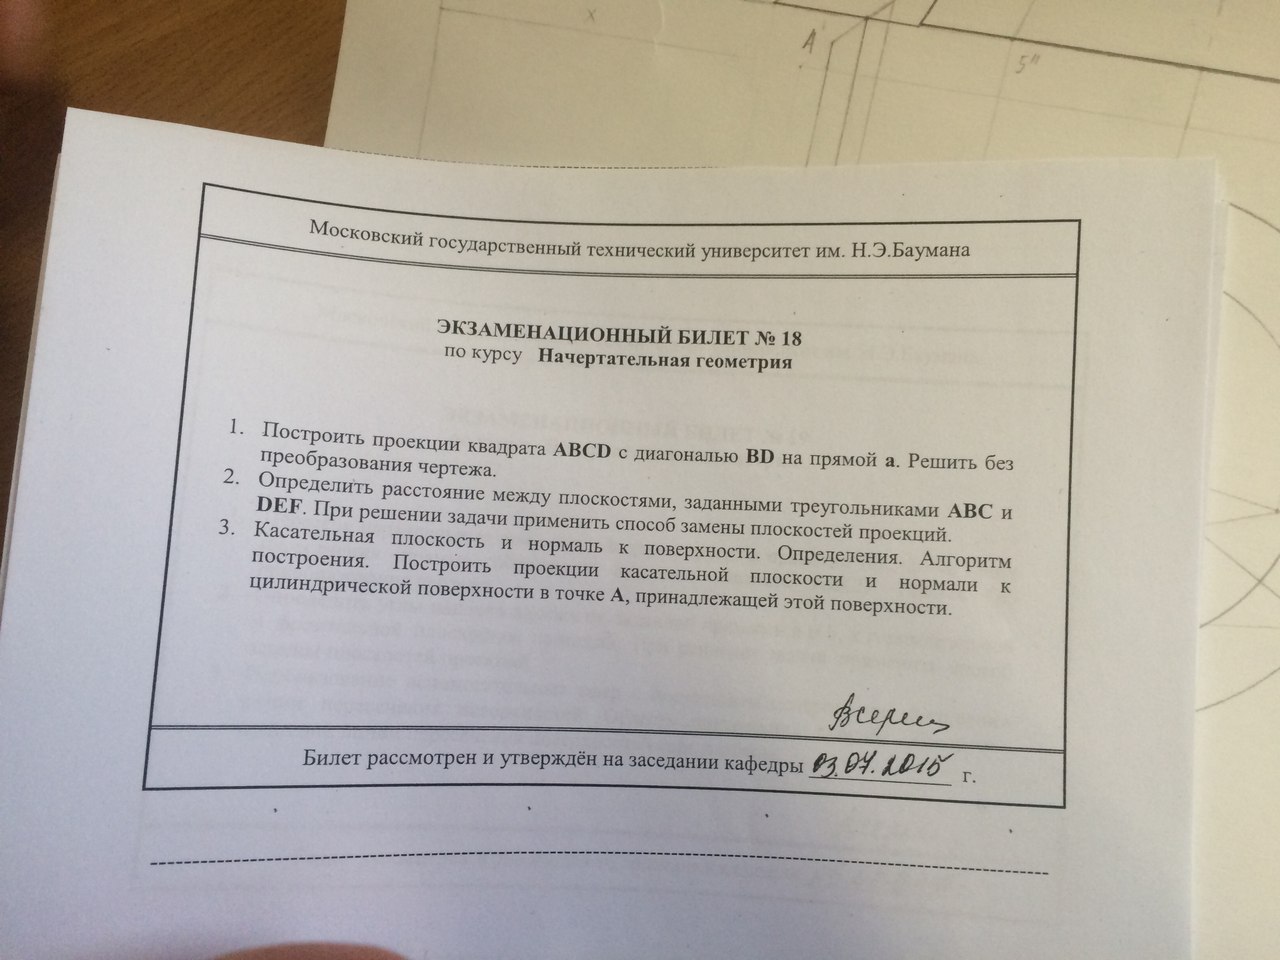 x
A
5"
Московский государственный технический университет им. Н.Э.Баумана
ЭКЗАМЕНАЦИОННЫЙ БИЛЕТ № 18
по курсу Начертательная геометрия
1. Построить проекции квадрата ABCD с диагональю BD на прямой a. Решить без
преобразования чертежа.
2. Определить расстояние между плоскостями, заданными треугольниками ABC и
DEF. При решении задачи применить способ замены плоскостей проекций.
3. Касательная плоскость и нормаль к поверхности. Определения. Алгоритм
построения. Построить проекции касательной плоскости и нормали к
цилиндрической поверхности в точке A, принадлежащей этой поверхности.
Билет рассмотрен и утверждён на заседании кафедры 03.07.2015 г.